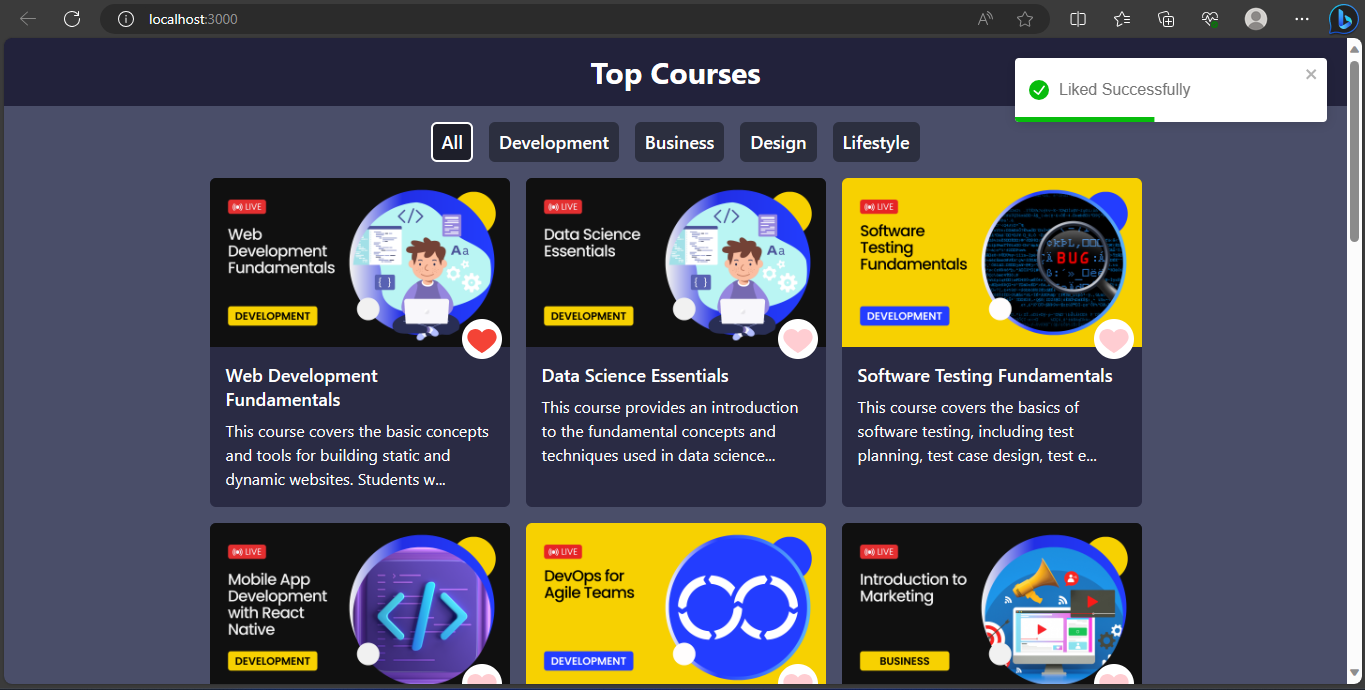 localhost:3000
Top Courses
Liked Successfully
All
Development
Business
Design
Lifestyle
LIVE
Web
Development
Fundamentals
DEVELOPMENT
Aa
Web Development
Fundamentals
This course covers the basic concepts
and tools for building static and
dynamic websites. Students w...
LIVE
Data Science
Essentials
DEVELOPMENT
Aa
Data Science Essentials
This course provides an introduction
to the fundamental concepts and
techniques used in data science...
LIVE
Software
Testing
Fundamentals
DEVELOPMENT
BUG
Software Testing Fundamentals
This course covers the basics of
software testing, including test
planning, test case design, test e...
LIVE
Mobile App
Development
with React
Native
DEVELOPMENT
LIVE
DevOps for
Agile Teams
DEVELOPMENT
LIVE
Introduction to
Marketing
BUSINESS